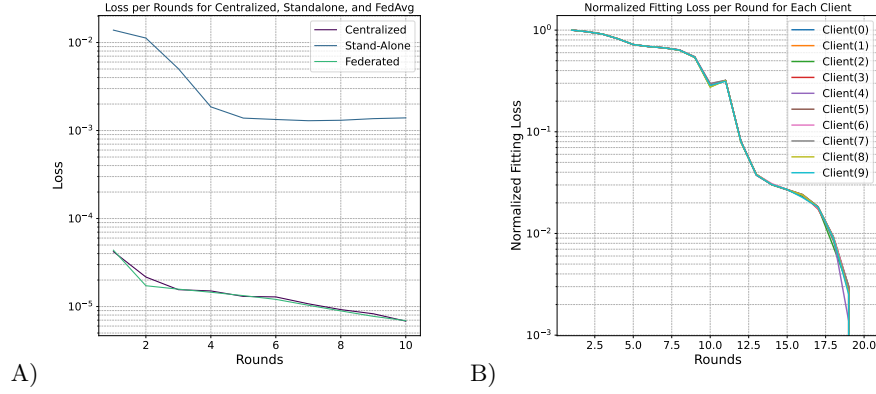 Loss per Rounds for Centralized, Standalone, and FedAvg
Centralized
Stand-Alone
Federated
10⁻²
10⁻³
10⁻⁴
10⁻⁵
Loss
2
4
6
8
10
Rounds
A)
Normalized Fitting Loss per Round for Each Client
Client(0)
Client(1)
Client(2)
Client(3)
Client(4)
Client(5)
Client(6)
Client(7)
Client(8)
Client(9)
10⁰
10⁻¹
10⁻²
10⁻³
Normalized Fitting Loss
2.5
5.0
7.5
10.0
12.5
15.0
17.5
20.0
Rounds
B)